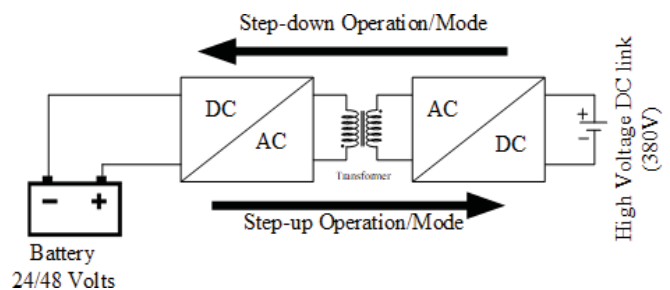 Step-down Operation/Mode
DC
AC
AC
DC
Transformer
+
−
High Voltage DC link
(380V)
− +
Step-up Operation/Mode
Battery
24/48 Volts